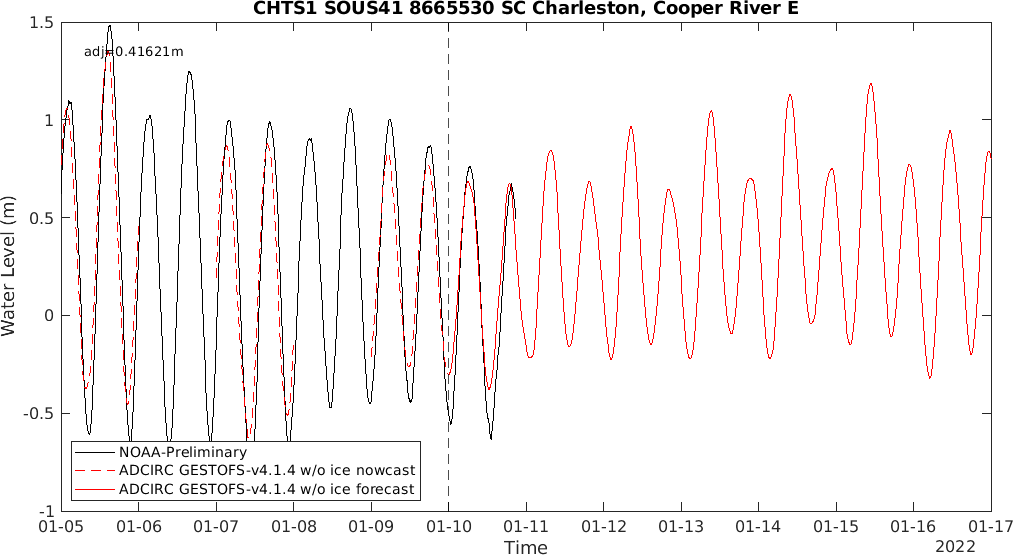 CHTS1 SOUS41 8665530 SC Charleston, Cooper River E
adj=0.41621m
1.5
1
0.5
0
-0.5
-1
Water Level (m)
NOAA-Preliminary
ADCIRC GESTOFS-v4.1.4 w/o ice nowcast
ADCIRC GESTOFS-v4.1.4 w/o ice forecast
01-05 01-06 01-07 01-08 01-09 01-10 01-11 01-12 01-13 01-14 01-15 01-16 01-17
Time
2022